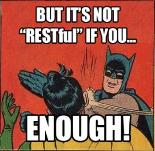 BUT IT'S NOT
"RESTful" IF YOU...
ENOUGH!